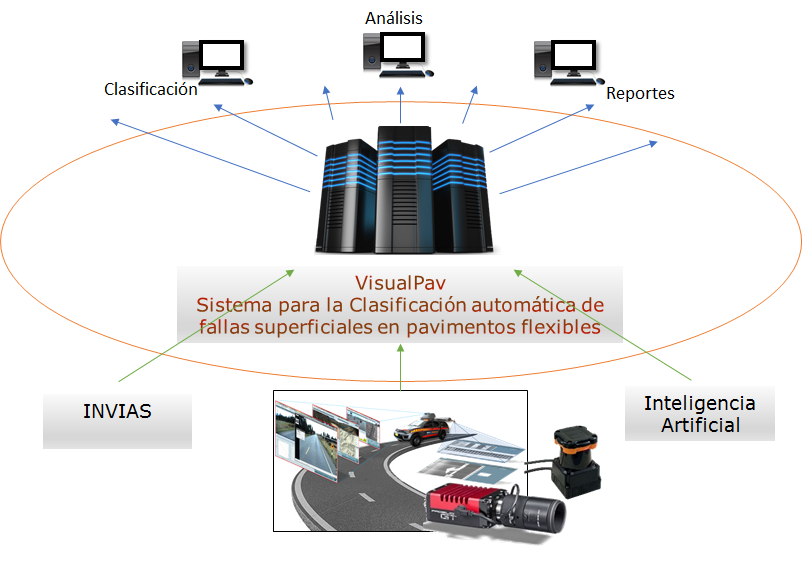 Análisis
Clasificación
Reportes
VisualPav
Sistema para la Clasificación automática de
fallas superficiales en pavimentos flexibles
INVIAS
Inteligencia
Artificial